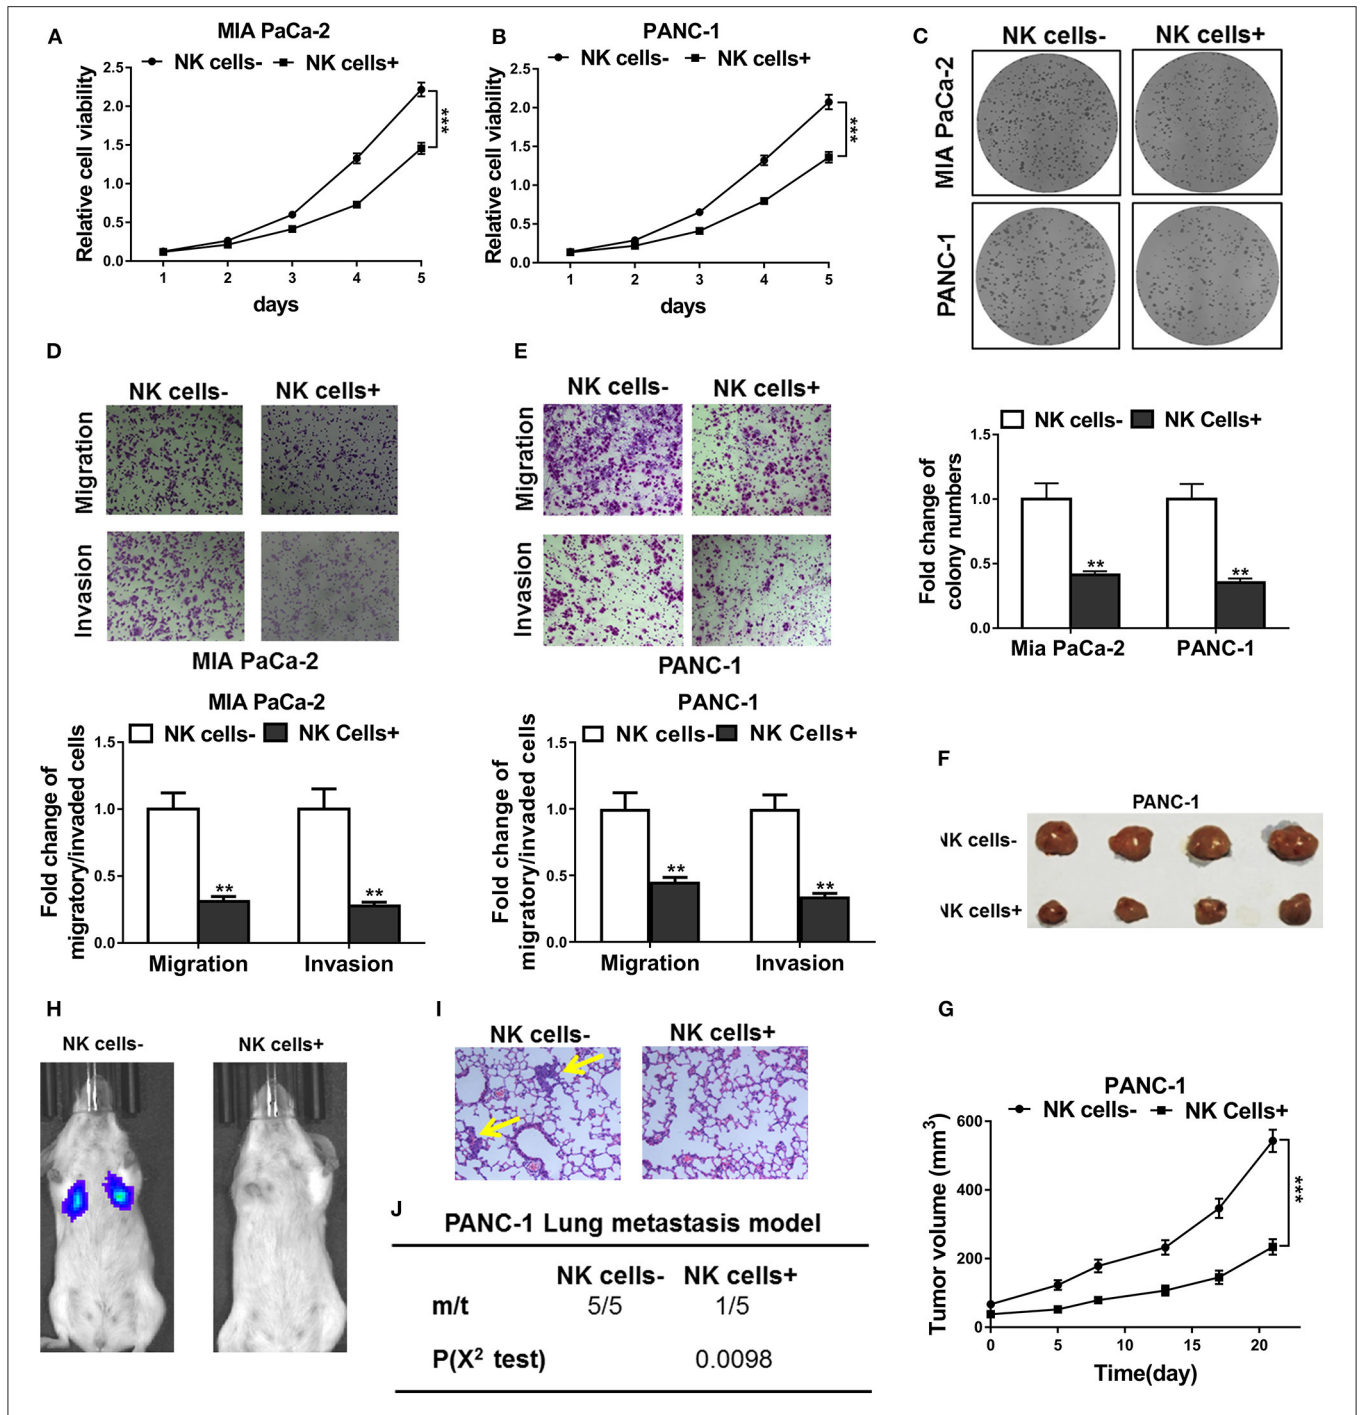 A
MIA PaCa-2
NK cells- NK cells+
Relative cell viability
2.5
2.0
1.5
1.0
0.5
0.0
***
1 2 3 4 5
days
B
PANC-1
NK cells- NK cells+
Relative cell viability
2.5
2.0
1.5
1.0
0.5
0.0
***
1 2 3 4 5
days
C
NK cells- NK cells+
MIA PaCa-2
PANC-1
NK cells- NK Cells+
Fold change of
colony numbers
1.5
1.0
0.5
0.0
** **
Mia PaCa-2 PANC-1
D
NK cells- NK cells+
Migration
Invasion
MIA PaCa-2
MIA PaCa-2
NK cells- NK Cells+
Fold change of
migratory/invaded cells
1.5
1.0
0.5
0.0
** **
Migration Invasion
E
NK cells- NK cells+
Migration
Invasion
PANC-1
PANC-1
NK cells- NK Cells+
Fold change of
migratory/invaded cells
1.5
1.0
0.5
0.0
** **
Migration Invasion
F
PANC-1
NK cells-
NK cells+
H
NK cells- NK cells+
I
NK cells- NK cells+
J
PANC-1 Lung metastasis model
NK cells- NK cells+
m/t 5/5 1/5
P(X² test) 0.0098
G
PANC-1
NK cells- NK Cells+
Tumor volume (mm³)
600
400
200
0
***
0 5 10 15 20
Time(day)